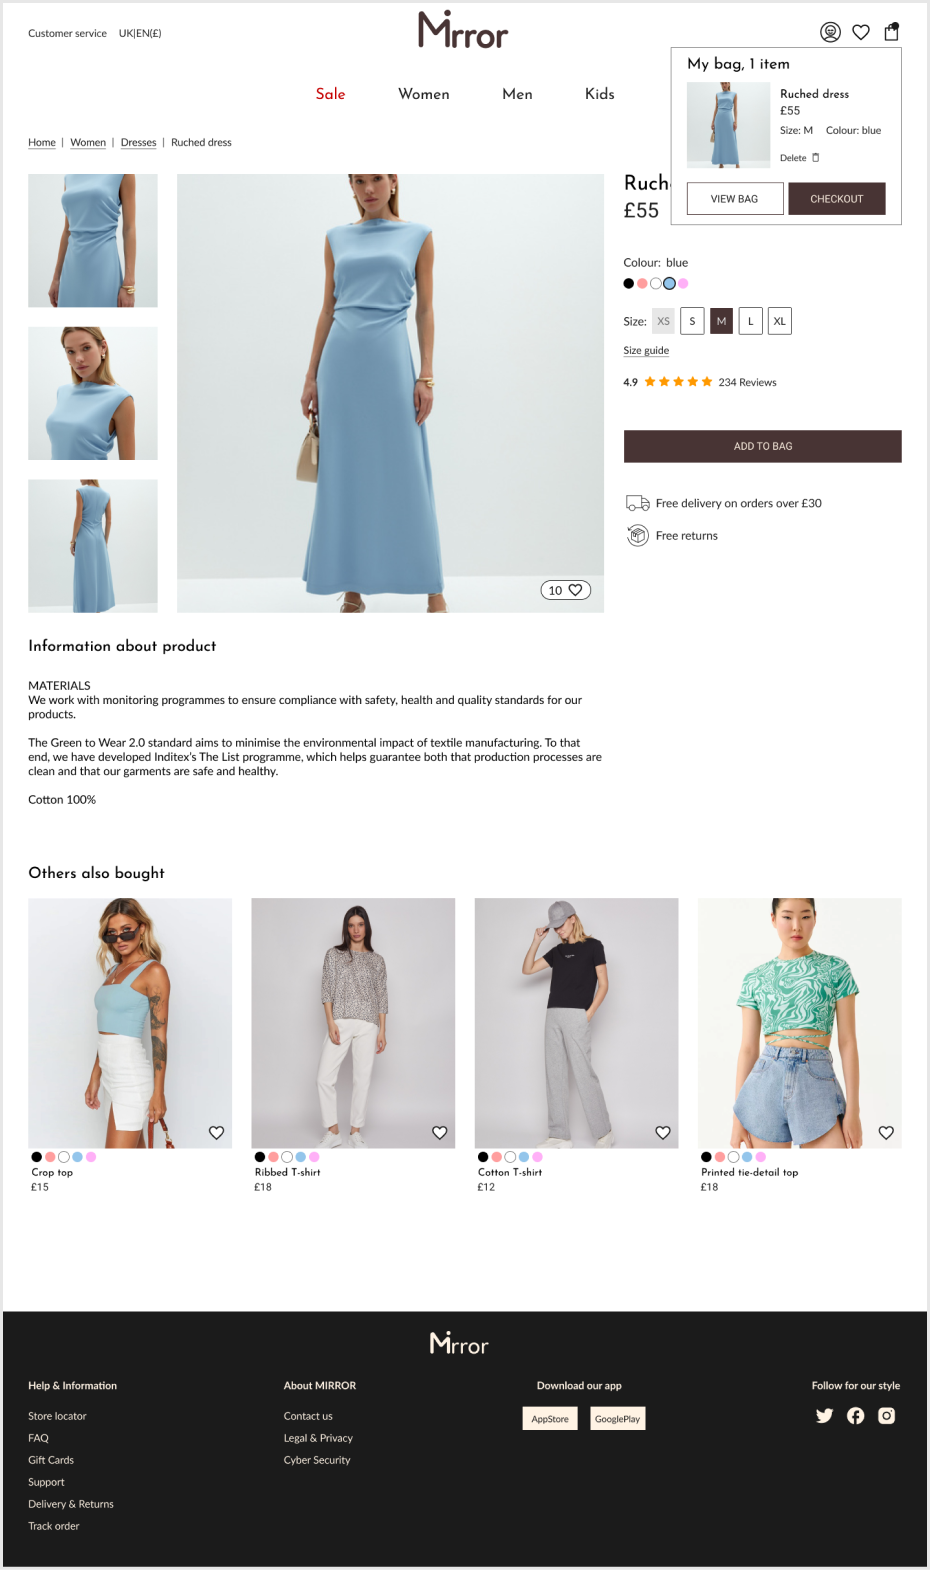 Customer service UK|EN(£)
Mirror
My bag, 1 item
Ruched dress
£55
Size: M Colour: blue
Delete
VIEW BAG CHECKOUT
Sale Women Men Kids
Home | Women | Dresses | Ruched dress
Ruch
£55
Colour: blue
Size: XS S M L XL
Size guide
4.9 234 Reviews
ADD TO BAG
Free delivery on orders over £30
Free returns
10
Information about product
MATERIALS
We work with monitoring programmes to ensure compliance with safety, health and quality standards for our
products.
The Green to Wear 2.0 standard aims to minimise the environmental impact of textile manufacturing. To that
end, we have developed Inditex's The List programme, which helps guarantee both that production processes are
clean and that our garments are safe and healthy.
Cotton 100%
Others also bought
Crop top
£15
Ribbed T-shirt
£18
Cotton T-shirt
£12
Printed tie-detail top
£18
Mirror
Help & Information
Store locator
FAQ
Gift Cards
Support
Delivery & Returns
Track order
About MIRROR
Contact us
Legal & Privacy
Cyber Security
Download our app
AppStore GooglePlay
Follow for our style